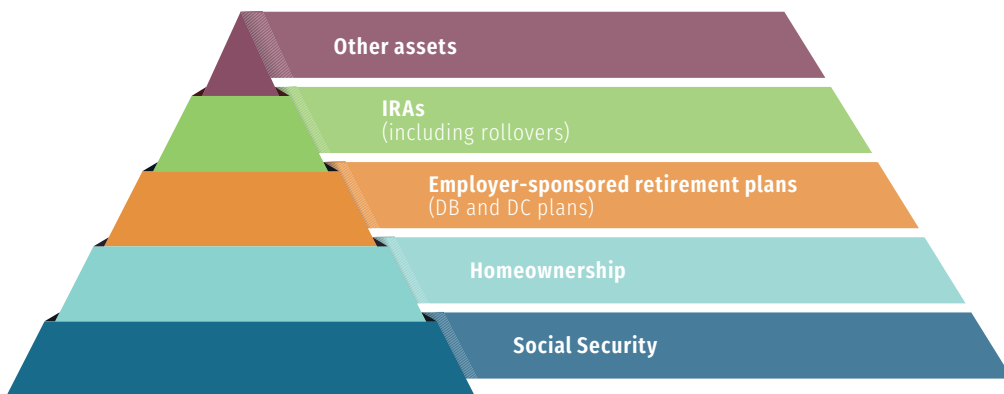 Other assets
IRAs
(including rollovers)
Employer-sponsored retirement plans
(DB and DC plans)
Homeownership
Social Security